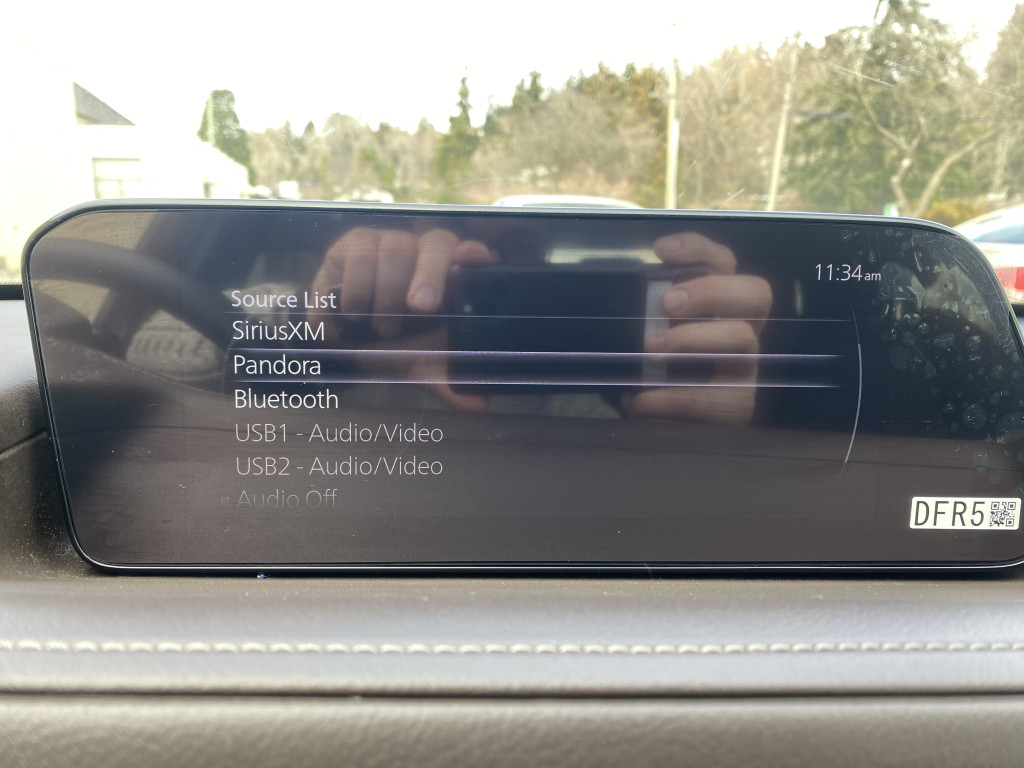 11:34am
Source List
SiriusXM
Pandora
Bluetooth
USB1 - Audio/Video
USB2 - Audio/Video
Audio Off
DFR5